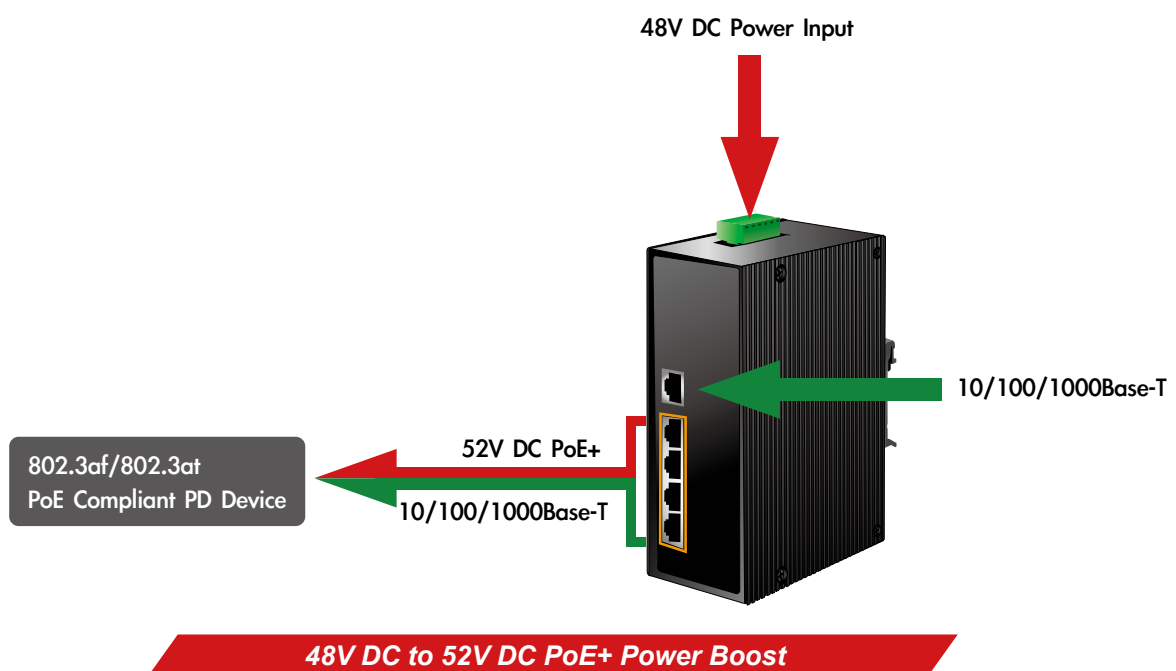 48V DC Power Input
10/100/1000Base-T
52V DC PoE+
802.3af/802.3at
PoE Compliant PD Device
10/100/1000Base-T
48V DC to 52V DC PoE+ Power Boost